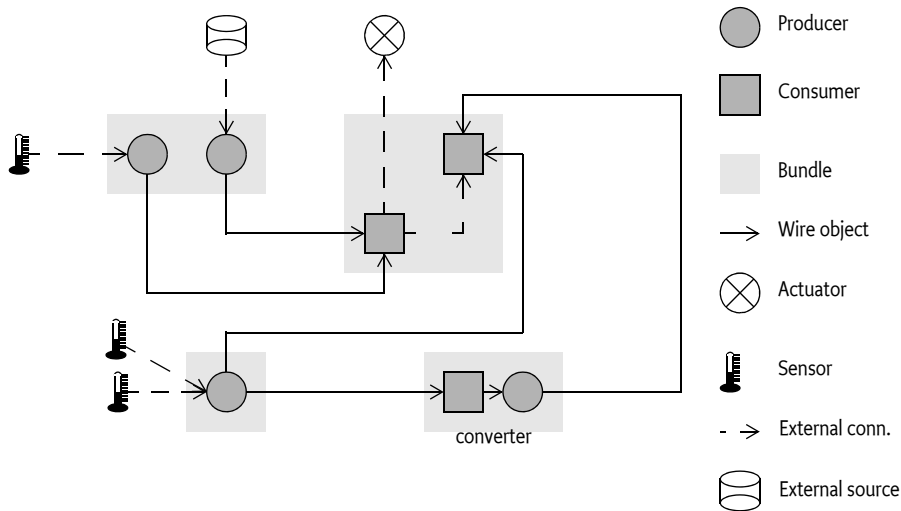 Producer
Consumer
Bundle
Wire object
Actuator
Sensor
External conn.
converter
External source